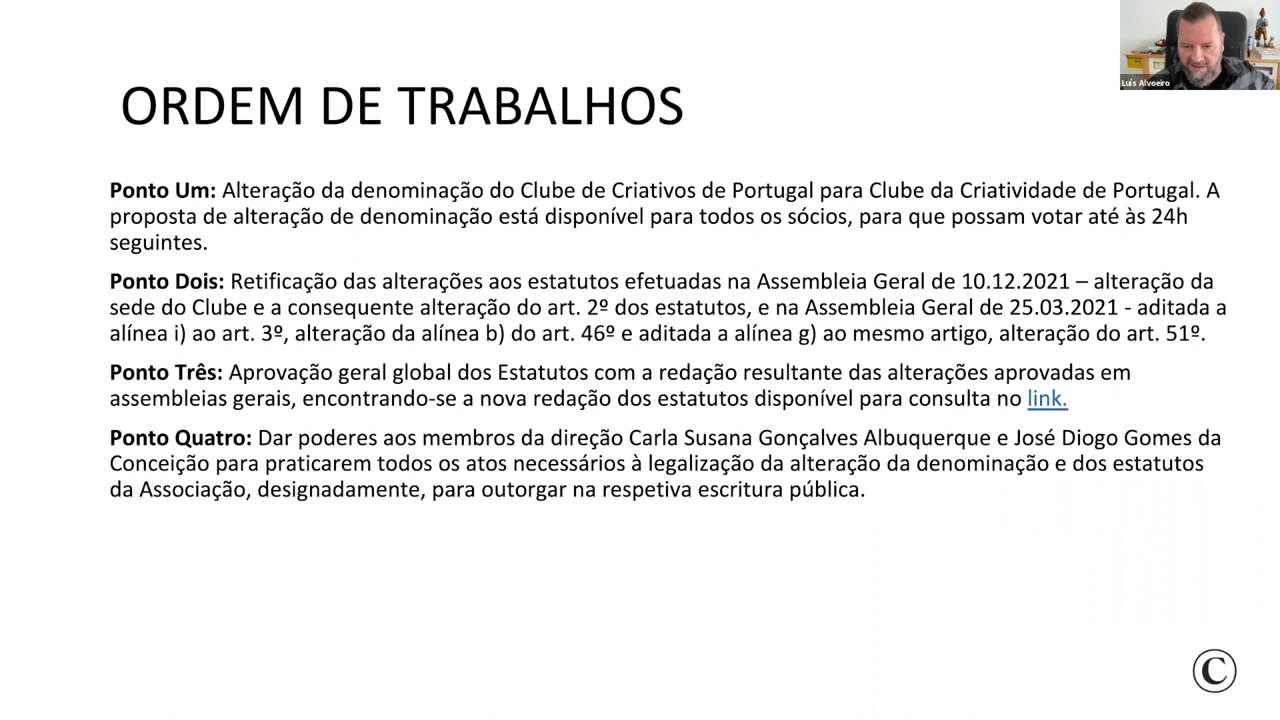 Luís Alvoeiro
ORDEM DE TRABALHOS
Ponto Um: Alteração da denominação do Clube de Criativos de Portugal para Clube da Criatividade de Portugal. A
proposta de alteração de denominação está disponível para todos os sócios, para que possam votar até às 24h
seguintes.
Ponto Dois: Retificação das alterações aos estatutos efetuadas na Assembleia Geral de 10.12.2021 – alteração da
sede do Clube e a consequente alteração do art. 2º dos estatutos, e na Assembleia Geral de 25.03.2021 - aditada a
alínea i) ao art. 3º, alteração da alínea b) do art. 46º e aditada a alínea g) ao mesmo artigo, alteração do art. 51º.
Ponto Três: Aprovação geral global dos Estatutos com a redação resultante das alterações aprovadas em
assembleias gerais, encontrando-se a nova redação dos estatutos disponível para consulta no link.
Ponto Quatro: Dar poderes aos membros da direção Carla Susana Gonçalves Albuquerque e José Diogo Gomes da
Conceição para praticarem todos os atos necessários à legalização da alteração da denominação e dos estatutos
da Associação, designadamente, para outorgar na respetiva escritura pública.
©